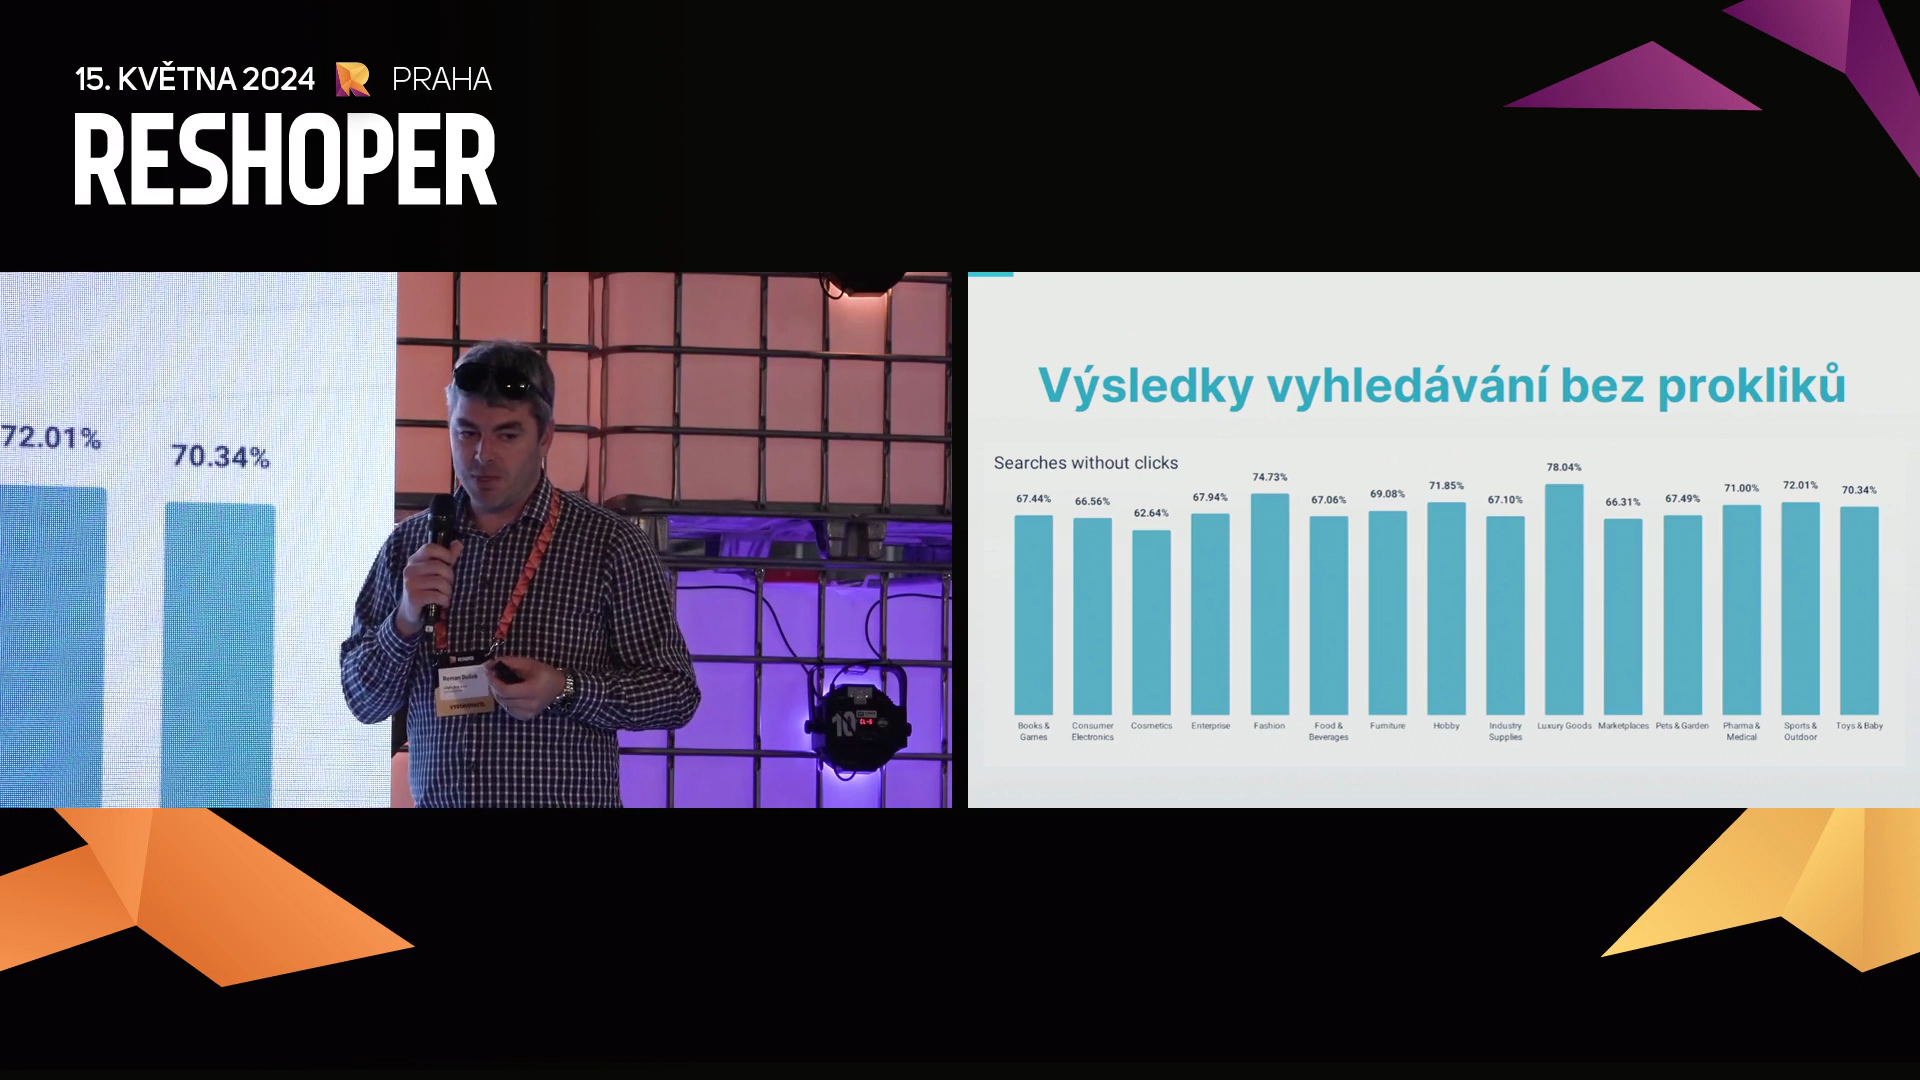 15. KVĚTNA 2024 PRAHA
RESHOPER
72.01%
70.34%
Výsledky vyhledávání bez prokliků
Searches without clicks
67.44%
66.56%
62.64%
67.94%
74.73%
67.06%
69.08%
71.85%
67.10%
78.04%
66.31%
67.49%
71.00%
72.01%
70.34%
Books &
Games
Consumer
Electronics
Cosmetics
Enterprise
Fashion
Food &
Beverages
Furniture
Hobby
Industry
Supplies
Luxury Goods
Marketplaces
Pets & Garden
Pharma &
Medical
Sports &
Outdoor
Toys & Baby
Roman
10